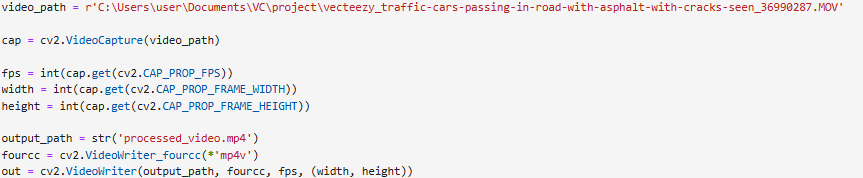 video_path = r'C:\Users\user\Documents\VC\project\vecteezy_traffic-cars-passing-in-road-with-asphalt-with-cracks-seen_36990287.MOV'
cap = cv2.VideoCapture(video_path)
fps = int(cap.get(cv2.CAP_PROP_FPS))
width = int(cap.get(cv2.CAP_PROP_FRAME_WIDTH))
height = int(cap.get(cv2.CAP_PROP_FRAME_HEIGHT))
output_path = str('processed_video.mp4')
fourcc = cv2.VideoWriter_fourcc(*'mp4v')
out = cv2.VideoWriter(output_path, fourcc, fps, (width, height))